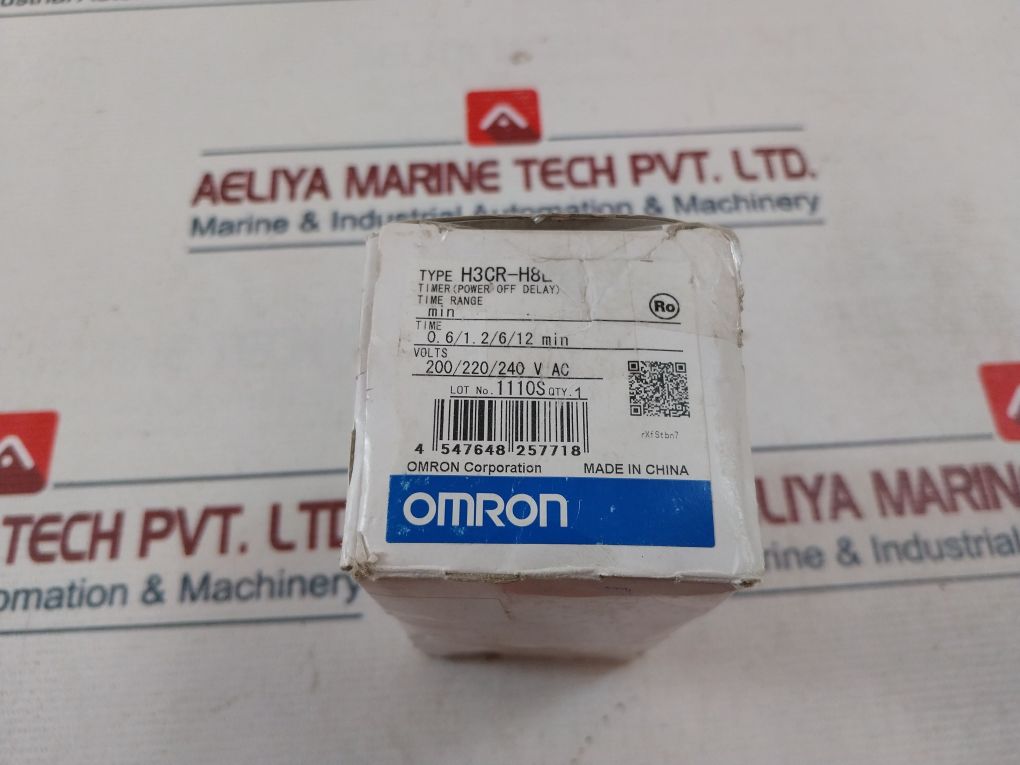 AELIYA MARINE TECH PVT. LTD.
Marine & Industrial Automation & Machinery
TYPE H3CR-H8L
TIMER(POWER OFF DELAY)
TIME RANGE
min
Ro
TIME
0.6/1.2/6/12 min
VOLTS
200/220/240 V AC
LOT No. 1110S QTY. 1
rXfStbn7
4 547648 257718
OMRON Corporation MADE IN CHINA
OMRON
TECH PVT. LTD
omation & Machinery
LIYA MARIN
rine & Industrial